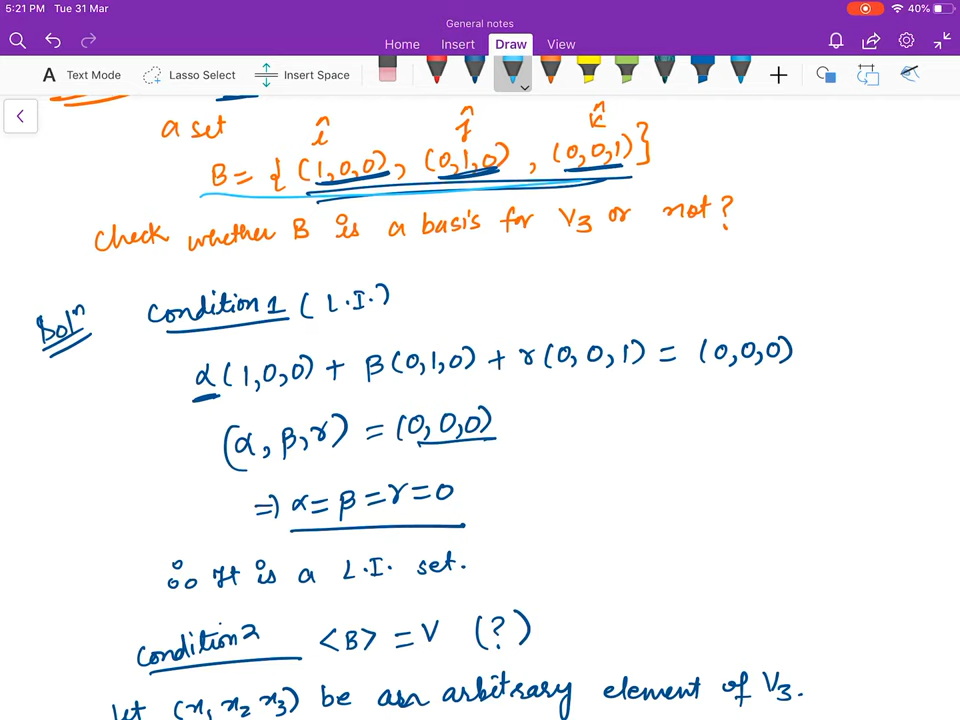 5:21 PM Tue 31 Mar
40%
General notes
Home Insert Draw View
A Text Mode Lasso Select Insert Space
a set
î ĵ k̂
B = { (1,0,0), (0,1,0), (0,0,1) }
Check whether B is a basis for V₃ or not?
Solⁿ Condition 1 (L.I.)
α(1,0,0) + β(0,1,0) + γ(0,0,1) = (0,0,0)
(α, β, γ) = (0,0,0)
⇒ α = β = γ = 0
∴ It is a L.I. set.
Condition 2 <B> = V (?)
Let (x₁ x₂ x₃) be an arbitrary element of V₃.